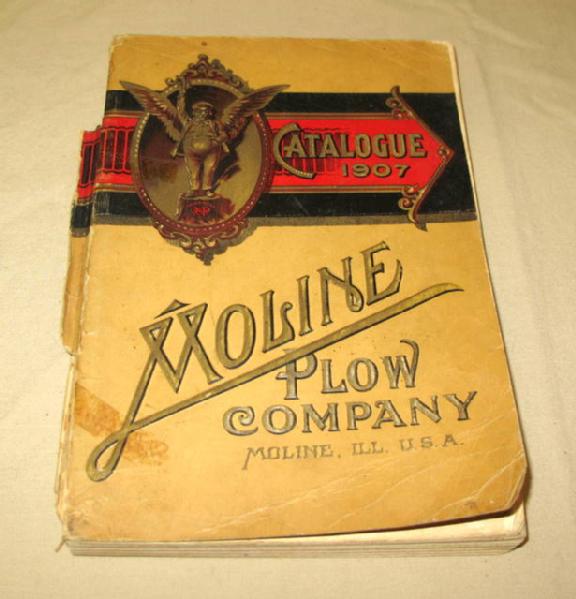 CATALOGUE
1907
MOLINE
PLOW
COMPANY
MOLINE, ILL. U.S.A.